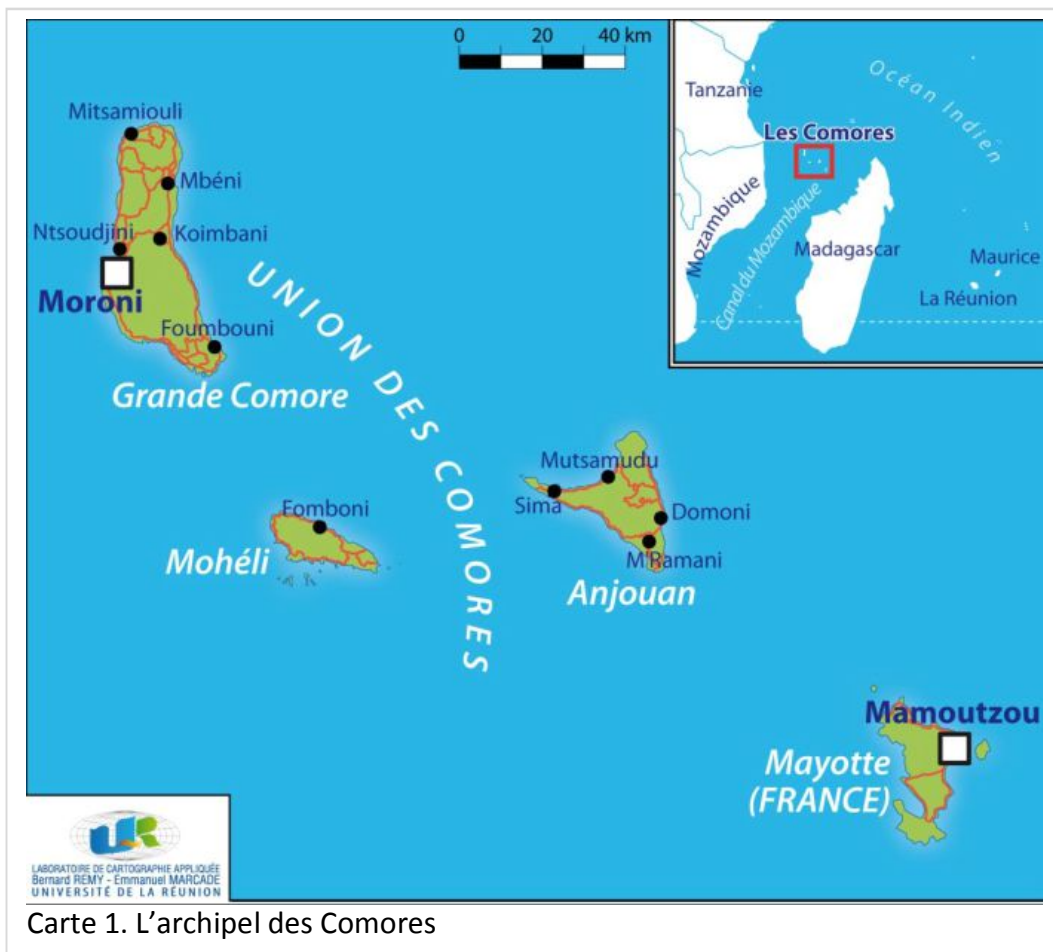 0 20 40 km
Mitsamiouli
Mbéni
Ntsoudjini
Koimbani
Moroni
Foumbouni
Grande Comore
UNION DES COMORES
Mutsamudu
Sima
Domoni
M'Ramani
Anjouan
Fomboni
Mohéli
Mamoutzou
Mayotte
(FRANCE)
Océan Indien
Tanzanie
Les Comores
Mozambique
Canal du Mozambique
Madagascar
Maurice
La Réunion
UR
LABORATOIRE DE CARTOGRAPHIE APPLIQUÉE
Bernard REMY - Emmanuel MARCADE
UNIVERSITÉ DE LA RÉUNION
Carte 1. L'archipel des Comores